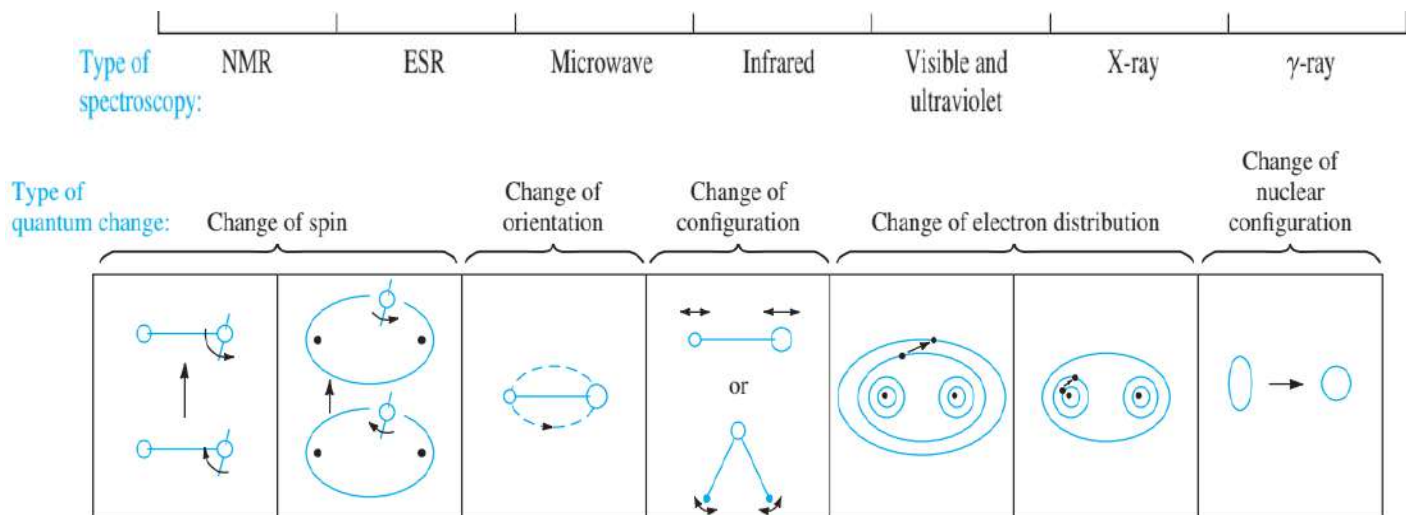 Type of spectroscopy: NMR ESR Microwave Infrared Visible and ultraviolet X-ray γ-ray
Type of quantum change:
Change of spin
Change of orientation
Change of configuration
Change of electron distribution
Change of nuclear configuration
or